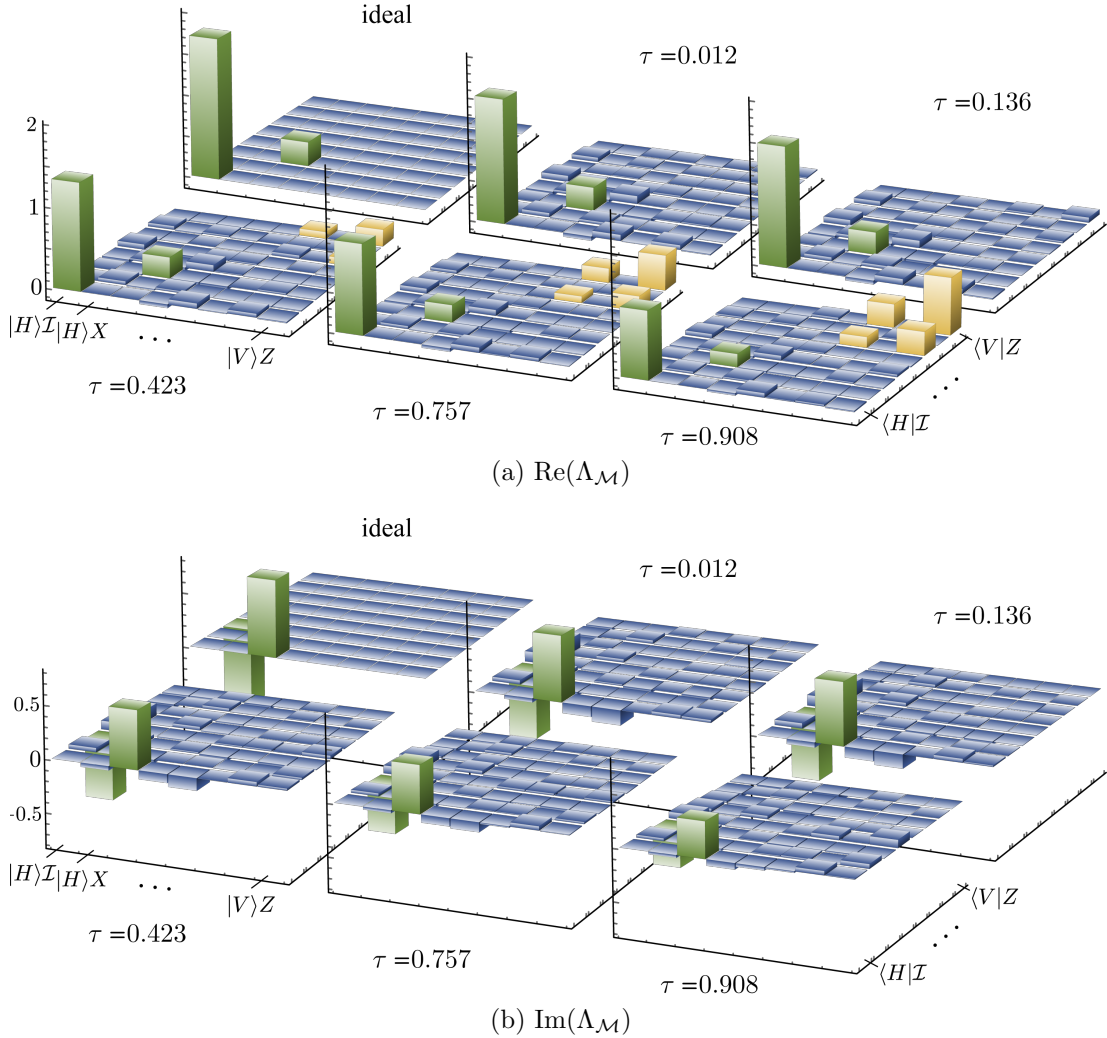 ideal
τ =0.012
τ =0.136
2
1
0
|H⟩ℐ |H⟩X ... |V⟩Z
τ =0.423
τ =0.757
τ =0.908
⟨V|Z
...
⟨H|ℐ
(a) Re(Λℳ)
ideal
τ =0.012
τ =0.136
0.5
0
-0.5
|H⟩ℐ |H⟩X ... |V⟩Z
τ =0.423
τ =0.757
τ =0.908
⟨V|Z
...
⟨H|ℐ
(b) Im(Λℳ)